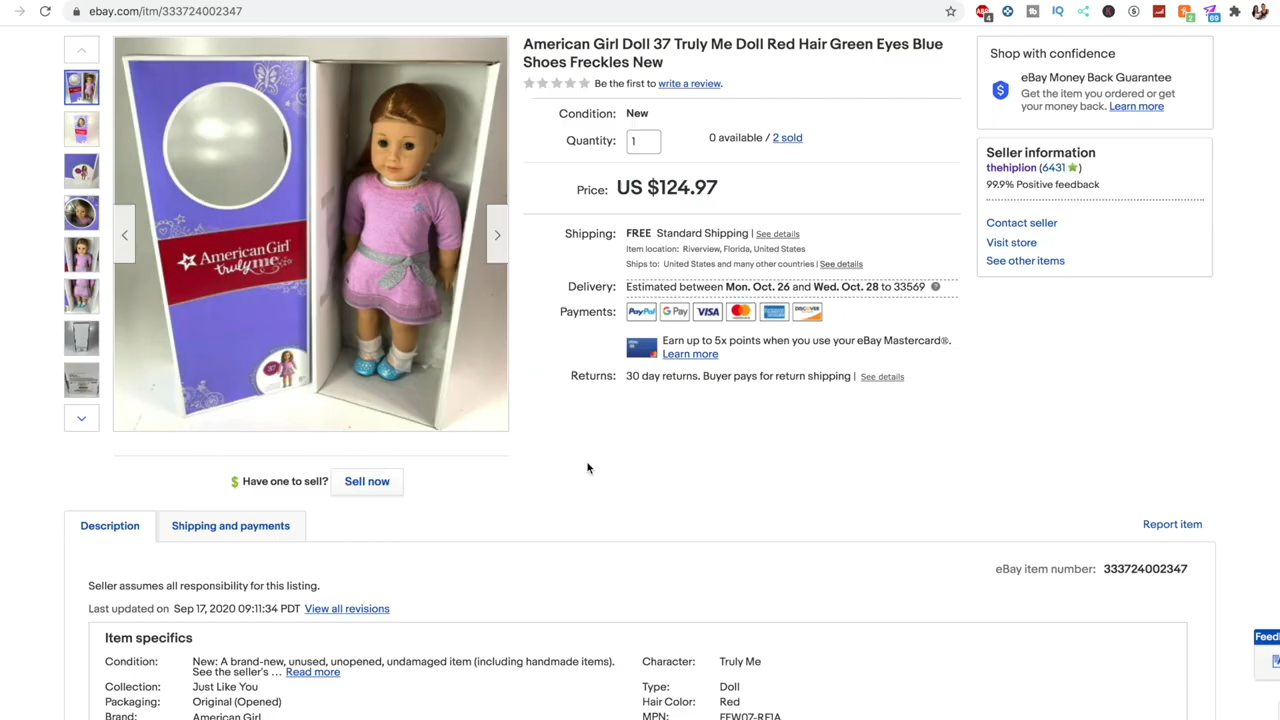 ebay.com/itm/333724002347
American Girl Doll 37 Truly Me Doll Red Hair Green Eyes Blue
Shoes Freckles New
Be the first to write a review.
Condition: New
Quantity: 1 0 available / 2 sold
Price: US $124.97
Shipping: FREE Standard Shipping | See details
Item location: Riverview, Florida, United States
Ships to: United States and many other countries | See details
Delivery: Estimated between Mon. Oct. 26 and Wed. Oct. 28 to 33569
Payments: PayPal G Pay VISA
DISCOVER
Earn up to 5x points when you use your eBay Mastercard®.
Learn more
Returns: 30 day returns. Buyer pays for return shipping | See details
Shop with confidence
eBay Money Back Guarantee
Get the item you ordered or get
your money back. Learn more
Seller information
thehiplion (6431)
99.9% Positive feedback
Contact seller
Visit store
See other items
American Girl
truly me
37
Have one to sell? Sell now
Description Shipping and payments
Report item
eBay item number: 333724002347
Seller assumes all responsibility for this listing.
Last updated on Sep 17, 2020 09:11:34 PDT View all revisions
Item specifics
Condition: New: A brand-new, unused, unopened, undamaged item (including handmade items).
See the seller's ... Read more
Character: Truly Me
Collection: Just Like You
Type: Doll
Packaging: Original (Opened)
Hair Color: Red
Brand: American Girl
MPN: FFW07-RF1A
Feed